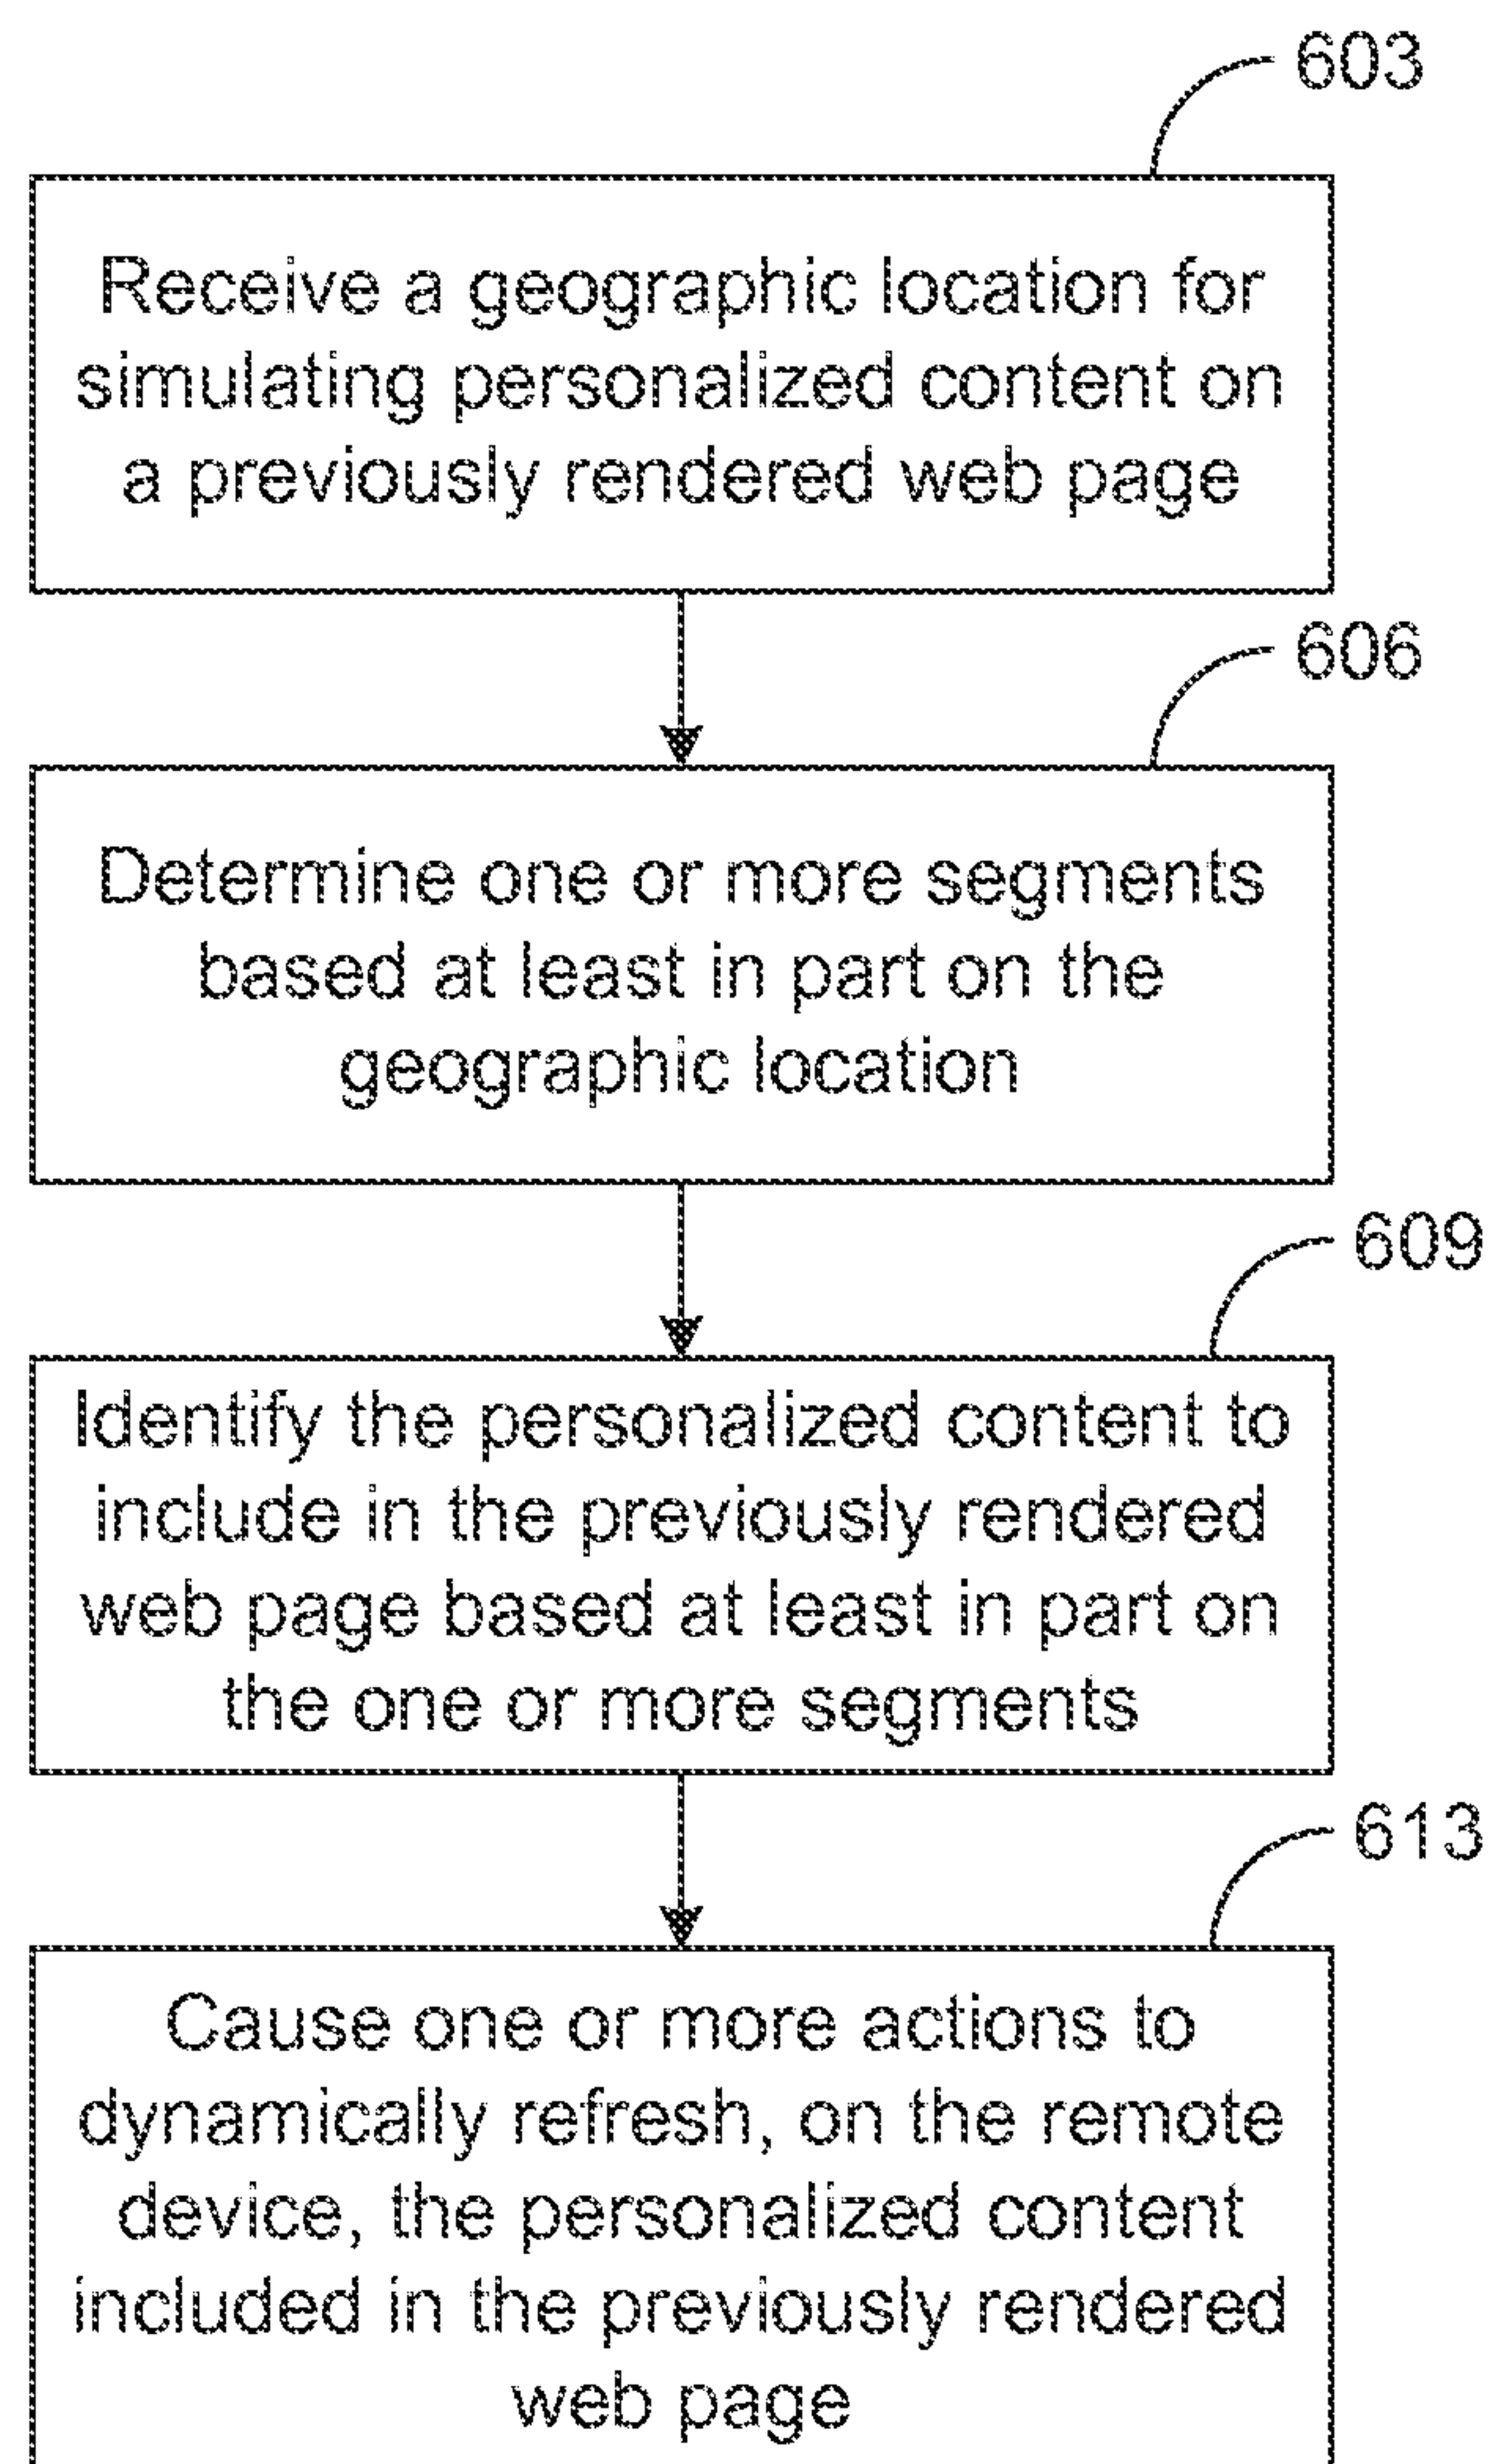 603
Receive a geographic location for
simulating personalized content on
a previously rendered web page
606
Determine one or more segments
based at least in part on the
geographic location
609
Identify the personalized content to
include in the previously rendered
web page based at least in part on
the one or more segments
613
Cause one or more actions to
dynamically refresh, on the remote
device, the personalized content
included in the previously rendered
web page